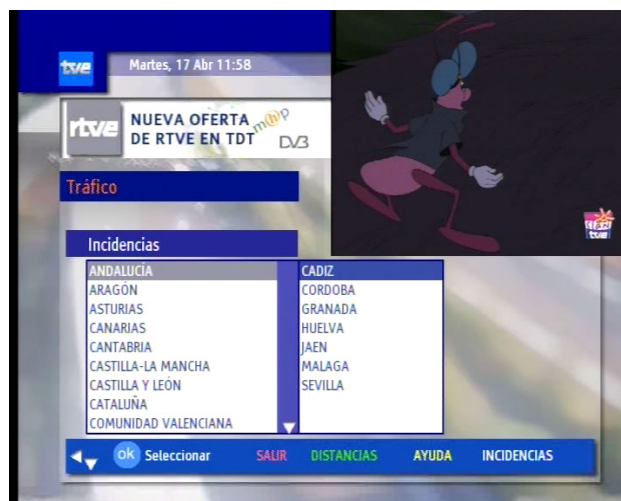 tve
Martes, 17 Abr 11:58
rtve
NUEVA OFERTA
DE RTVE EN TDT
mhp
DVB
Tráfico
clan
tve
Incidencias
ANDALUCÍA
ARAGÓN
ASTURIAS
CANARIAS
CANTABRIA
CASTILLA-LA MANCHA
CASTILLA Y LEÓN
CATALUÑA
COMUNIDAD VALENCIANA
CADIZ
CORDOBA
GRANADA
HUELVA
JAEN
MALAGA
SEVILLA
ok Seleccionar SALIR DISTANCIAS AYUDA INCIDENCIAS